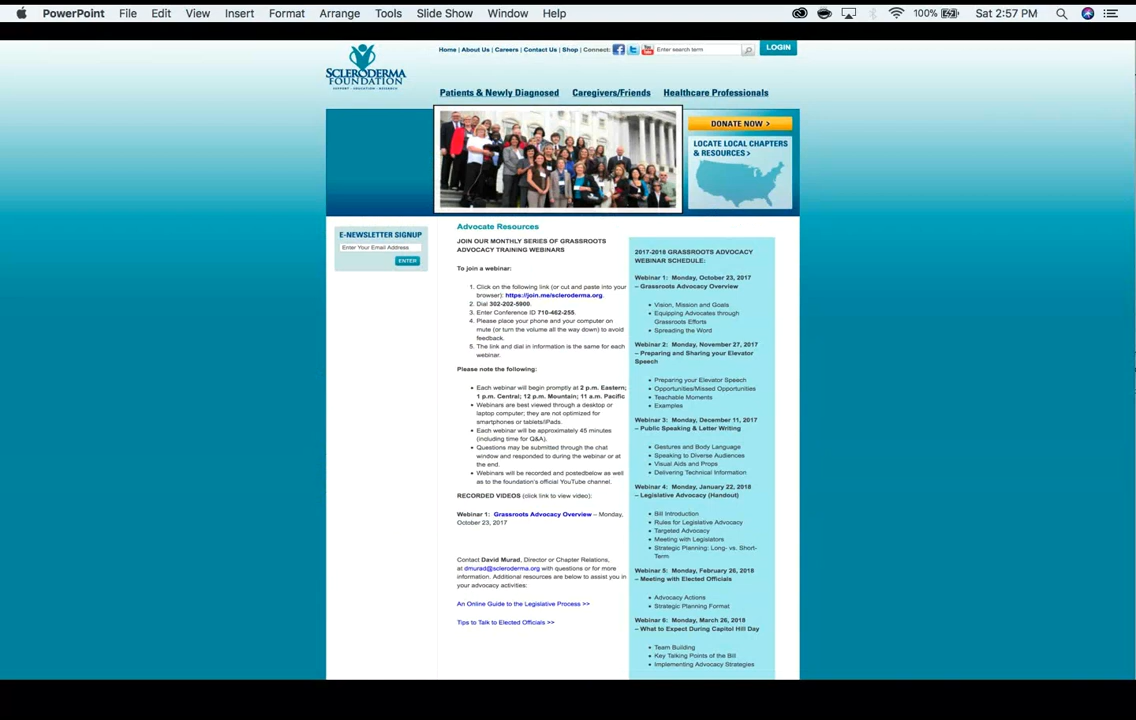 PowerPoint File Edit View Insert Format Arrange Tools Slide Show Window Help 100% Sat 2:57 PM
SCLERODERMA
FOUNDATION
SUPPORT · EDUCATION · RESEARCH
Home | About Us | Careers | Contact Us | Shop | Connect: Enter search term LOGIN
Patients & Newly Diagnosed Caregivers/Friends Healthcare Professionals
DONATE NOW >
LOCATE LOCAL CHAPTERS
& RESOURCES >
E-NEWSLETTER SIGNUP
Enter Your Email Address
ENTER
Advocate Resources
JOIN OUR MONTHLY SERIES OF GRASSROOTS
ADVOCACY TRAINING WEBINARS
To join a webinar:
1. Click on the following link (or cut and paste into your
browser): https://join.me/scleroderma.org.
2. Dial 302-202-5900.
3. Enter Conference ID 710-462-255.
4. Please place your phone and your computer on
mute (or turn the volume all the way down) to avoid
feedback.
5. The link and dial in information is the same for each
webinar.
Please note the following:
• Each webinar will begin promptly at 2 p.m. Eastern;
1 p.m. Central; 12 p.m. Mountain; 11 a.m. Pacific
• Webinars are best viewed through a desktop or
laptop computer; they are not optimized for
smartphones or tablets/iPads.
• Each webinar will be approximately 45 minutes
(including time for Q&A).
• Questions may be submitted through the chat
window and responded to during the webinar or at
the end.
• Webinars will be recorded and postedbelow as well
as to the foundation's official YouTube channel.
RECORDED VIDEOS (click link to view video):
Webinar 1: Grassroots Advocacy Overview – Monday,
October 23, 2017
Contact David Murad, Director or Chapter Relations,
at dmurad@scleroderma.org with questions or for more
information. Additional resources are below to assist you in
your advocacy activities:
An Online Guide to the Legislative Process >>
Tips to Talk to Elected Officials >>
2017-2018 GRASSROOTS ADVOCACY
WEBINAR SCHEDULE:
Webinar 1: Monday, October 23, 2017
– Grassroots Advocacy Overview
• Vision, Mission and Goals
• Equipping Advocates through
Grassroots Efforts
• Spreading the Word
Webinar 2: Monday, November 27, 2017
– Preparing and Sharing your Elevator
Speech
• Preparing your Elevator Speech
• Opportunities/Missed Opportunities
• Teachable Moments
• Examples
Webinar 3: Monday, December 11, 2017
– Public Speaking & Letter Writing
• Gestures and Body Language
• Speaking to Diverse Audiences
• Visual Aids and Props
• Delivering Technical Information
Webinar 4: Monday, January 22, 2018
– Legislative Advocacy (Handout)
• Bill Introduction
• Rules for Legislative Advocacy
• Targeted Advocacy
• Meeting with Legislators
• Strategic Planning: Long- vs. Short-
Term
Webinar 5: Monday, February 26, 2018
– Meeting with Elected Officials
• Advocacy Actions
• Strategic Planning Format
Webinar 6: Monday, March 26, 2018
– What to Expect During Capitol Hill Day
• Team Building
• Key Talking Points of the Bill
• Implementing Advocacy Strategies